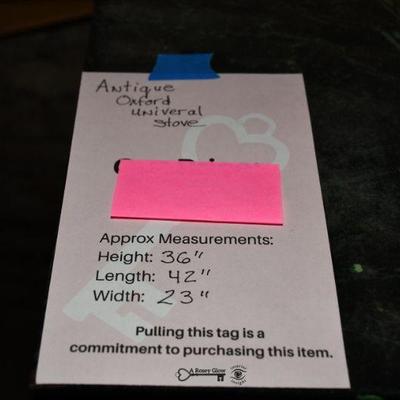 Antique
Oxford
univeral
stove
Approx Measurements:
Height: 36"
Length: 42"
Width: 23"
Pulling this tag is a
commitment to purchasing this item.
A Rosey Glow